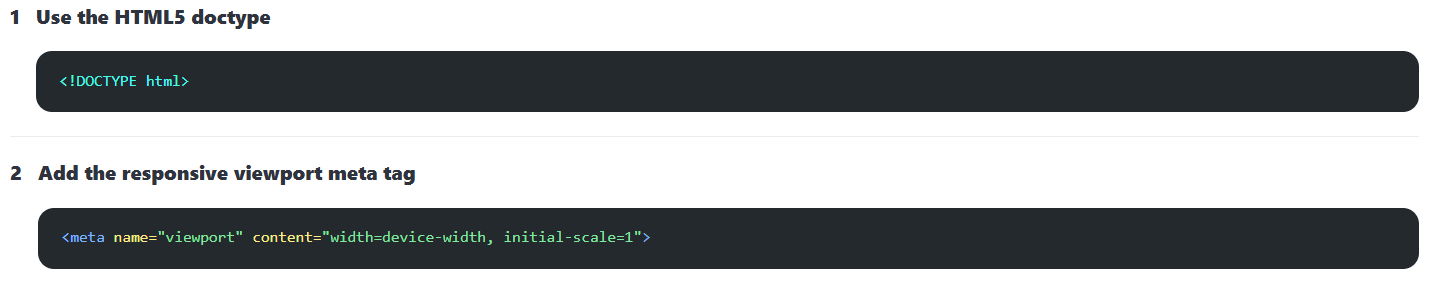 1 Use the HTML5 doctype
<!DOCTYPE html>
2 Add the responsive viewport meta tag
<meta name="viewport" content="width=device-width, initial-scale=1">